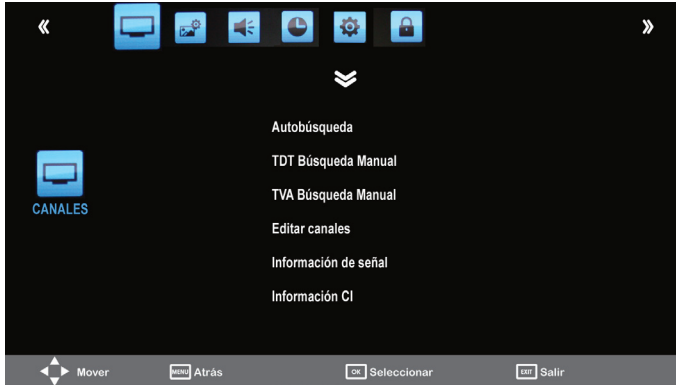 Autobúsqueda
TDT Búsqueda Manual
TVA Búsqueda Manual
CANALES
Editar canales
Información de señal
Información CI
Mover MENU Atrás OK Seleccionar EXIT Salir